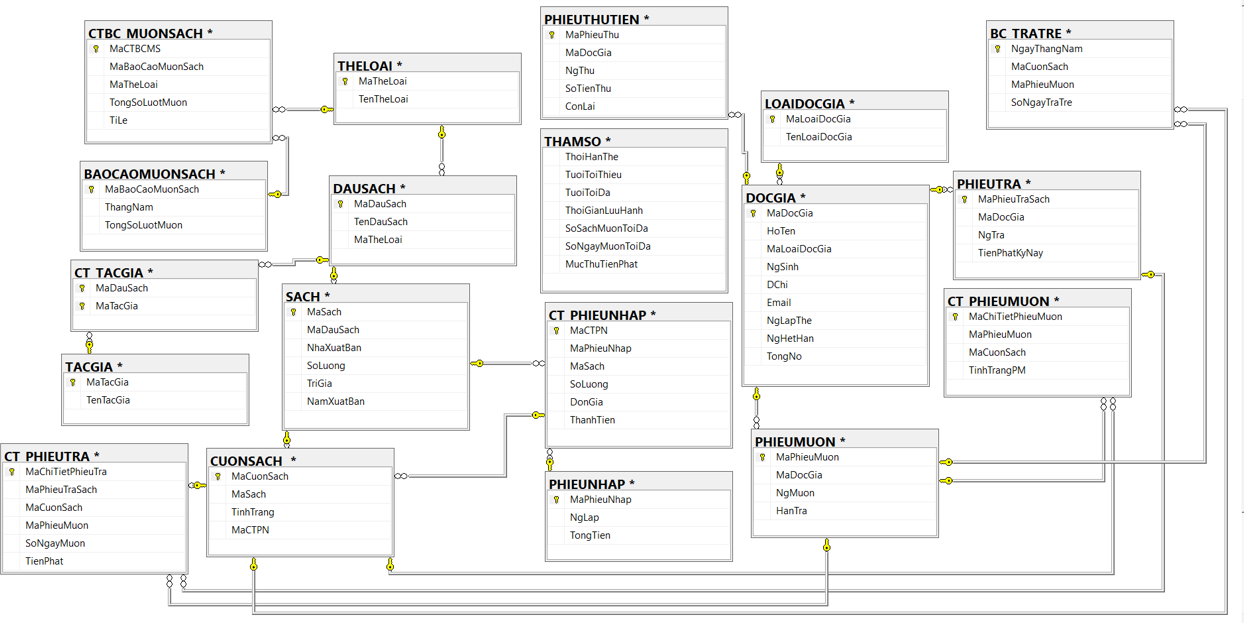 CTBC_MUONSACH *
MaCTBCMS
MaBaoCaoMuonSach
MaTheLoai
TongSoLuotMuon
TiLe
THELOAI *
MaTheLoai
TenTheLoai
PHIEUTHUTIEN *
MaPhieuThu
MaDocGia
NgThu
SoTienThu
ConLai
LOAIDOCGIA *
MaLoaiDocGia
TenLoaiDocGia
BC_TRATRE *
NgayThangNam
MaCuonSach
MaPhieuMuon
SoNgayTraTre
BAOCAOMUONSACH *
MaBaoCaoMuonSach
ThangNam
TongSoLuotMuon
DAUSACH *
MaDauSach
TenDauSach
MaTheLoai
THAMSO *
ThoiHanThe
TuoiToiThieu
TuoiToiDa
ThoiGianLuuHanh
SoSachMuonToiDa
SoNgayMuonToiDa
MucThuTienPhat
DOCGIA *
MaDocGia
HoTen
MaLoaiDocGia
NgSinh
DChi
Email
NgLapThe
NgHetHan
TongNo
PHIEUTRA *
MaPhieuTraSach
MaDocGia
NgTra
TienPhatKyNay
CT_TACGIA *
MaDauSach
MaTacGia
SACH *
MaSach
MaDauSach
NhaXuatBan
SoLuong
TriGia
NamXuatBan
CT_PHIEUNHAP *
MaCTPN
MaPhieuNhap
MaSach
SoLuong
DonGia
ThanhTien
CT_PHIEUMUON *
MaChiTietPhieuMuon
MaPhieuMuon
MaCuonSach
TinhTrangPM
TACGIA *
MaTacGia
TenTacGia
CT_PHIEUTRA *
MaChiTietPhieuTra
MaPhieuTraSach
MaCuonSach
MaPhieuMuon
SoNgayMuon
TienPhat
CUONSACH *
MaCuonSach
MaSach
TinhTrang
MaCTPN
PHIEUNHAP *
MaPhieuNhap
NgLap
TongTien
PHIEUMUON *
MaPhieuMuon
MaDocGia
NgMuon
HanTra